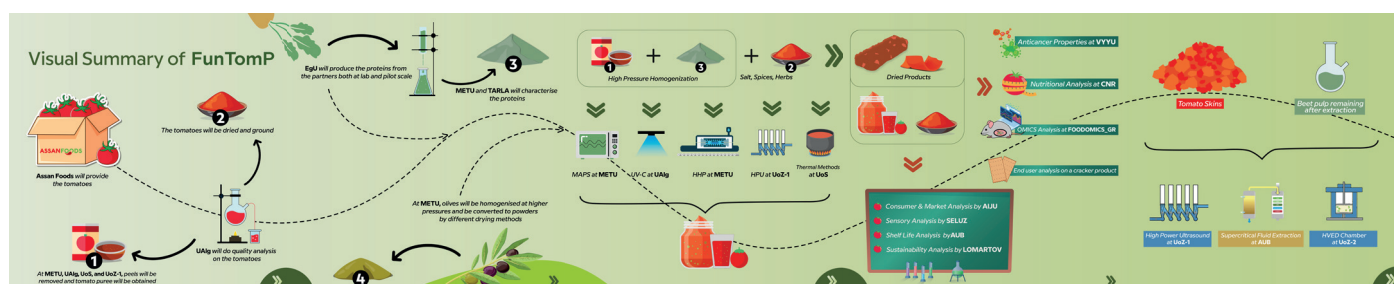 Visual Summary of FunTomP
ASSANFOODS
Assan Foods will provide
the tomatoes
2
The tomatoes will be dried and ground
UAlg will do quality analysis
on the tomatoes
1
At METU, UAlg, UoS, and UoZ-1, peels will be
removed and tomato puree will be obtained
EgU will produce the proteins from
the partners both at lab and pilot scale
3
METU and TARLA will characterise
the proteins
At METU, olives will be homogenised at higher
pressures and be converted to powders
by different drying methods
4
1
+
3
+
2
High Pressure Homogenization
Salt, Spices, Herbs
MAPS at METU
UV-C at UAlg
HHP at METU
HPU at UoZ-1
Thermal Methods
at UoS
Dried Products
Consumer & Market Analysis by AIJU
Sensory Analysis by SELUZ
Shelf Life Analysis byAUB
Sustainability Analysis by LOMARTOV
Anticancer Properties at VYYU
Nutritional Analysis at CNR
OMICS Analysis at FOODOMICS_GR
End user analysis on a cracker product
Tomato Skins
Beet pulp remaining
after extraction
High Power Ultrasound
at UoZ-1
Supercritical Fluid Extraction
at AUB
HVED Chamber
at UoZ-2